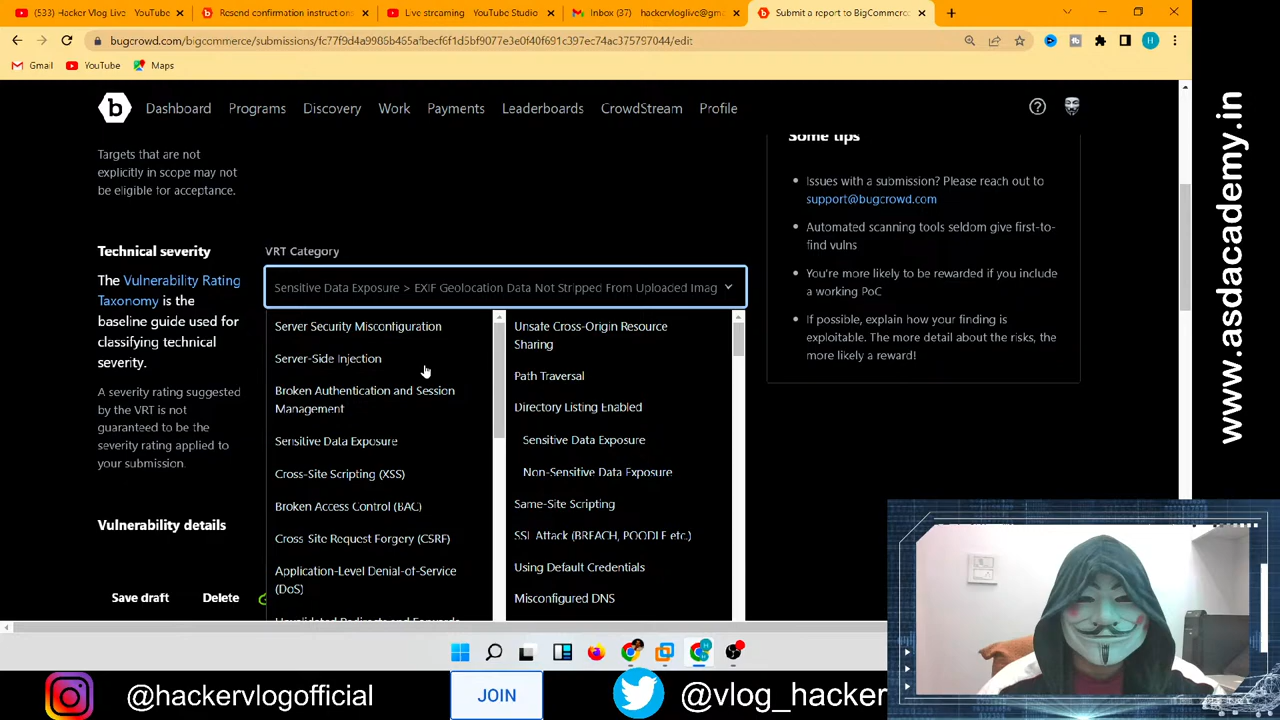 (533) Hacker Vlog Live - YouTube
Resend confirmation instructions
Live streaming - YouTube Studio
Inbox (37) - hackervloglive@gm
Submit a report to BigCommerce
bugcrowd.com/bigcommerce/submissions/fc77f9d4a9986b465afbecf6f1d5bf9077e3e0f40f691c397ec74ac375797044/edit
Gmail
YouTube
Maps
b
Dashboard
Programs
Discovery
Work
Payments
Leaderboards
CrowdStream
Profile
Targets that are
not
explicitly in scope may not
be eligible for acceptance.
Some tips
Issues with a submission? Please reach out to
support@bugcrowd.com
Automated scanning tools seldom give first-to-
find vulns
You're more likely to be rewarded if you include
a working PoC
If possible, explain how your finding is
exploitable. The more detail about the risks, the
more likely a reward!
Technical severity
The Vulnerability Rating
Taxonomy is the
baseline guide used for
classifying technical
severity.
A severity rating suggested
by the VRT is not
guaranteed to be the
severity rating applied to
your submission.
VRT Category
Sensitive Data Exposure > EXIF Geolocation Data Not Stripped From Uploaded Imag
Server Security Misconfiguration
Server-Side Injection
Broken Authentication and Session
Management
Sensitive Data Exposure
Cross-Site Scripting (XSS)
Broken Access Control (BAC)
Cross-Site Request Forgery (CSRF)
Application-Level Denial-of-Service
(DoS)
Unvalidated Redirects and Forwards
Unsafe Cross-Origin Resource
Sharing
Path Traversal
Directory Listing Enabled
Sensitive Data Exposure
Non-Sensitive Data Exposure
Same-Site Scripting
SSL Attack (BREACH, POODLE etc.)
Using Default Credentials
Misconfigured DNS
Vulnerability details
Save draft
Delete
www.asdacademy.in
@hackervlogofficial
JOIN
@vlog_hacker